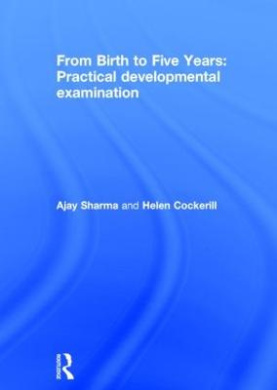 From Birth to Five Years:
Practical developmental
examination
Ajay Sharma and Helen Cockerill
ROUTLEDGE